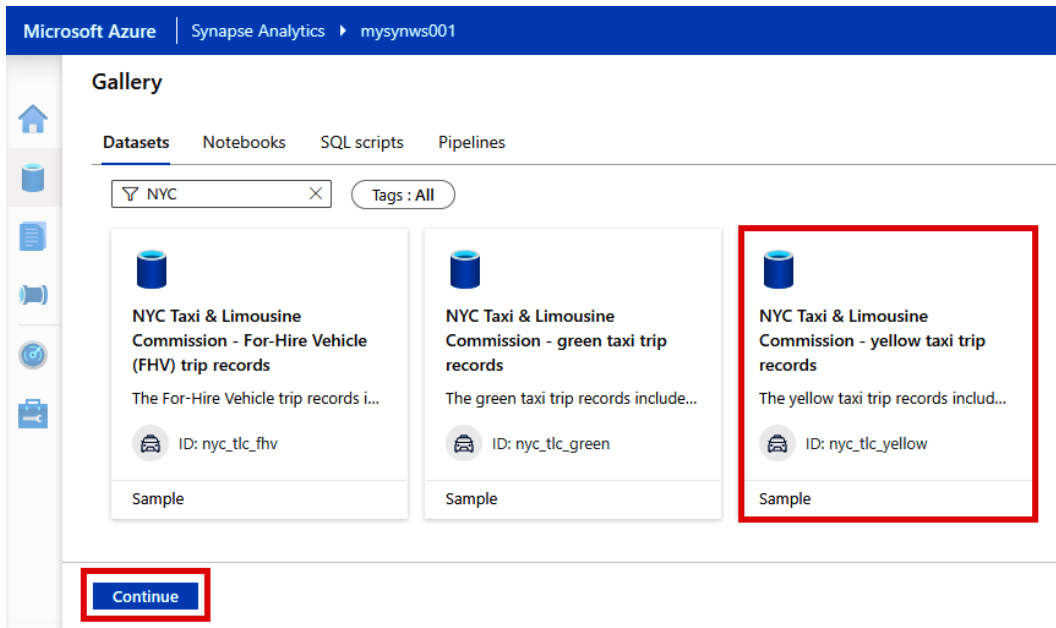 Microsoft Azure Synapse Analytics mysynws001
Gallery
Datasets Notebooks SQL scripts Pipelines
NYC Tags : All
NYC Taxi & Limousine
Commission - For-Hire Vehicle
(FHV) trip records
The For-Hire Vehicle trip records i...
ID: nyc_tlc_fhv
Sample
NYC Taxi & Limousine
Commission - green taxi trip
records
The green taxi trip records include...
ID: nyc_tlc_green
Sample
NYC Taxi & Limousine
Commission - yellow taxi trip
records
The yellow taxi trip records includ...
ID: nyc_tlc_yellow
Sample
Continue